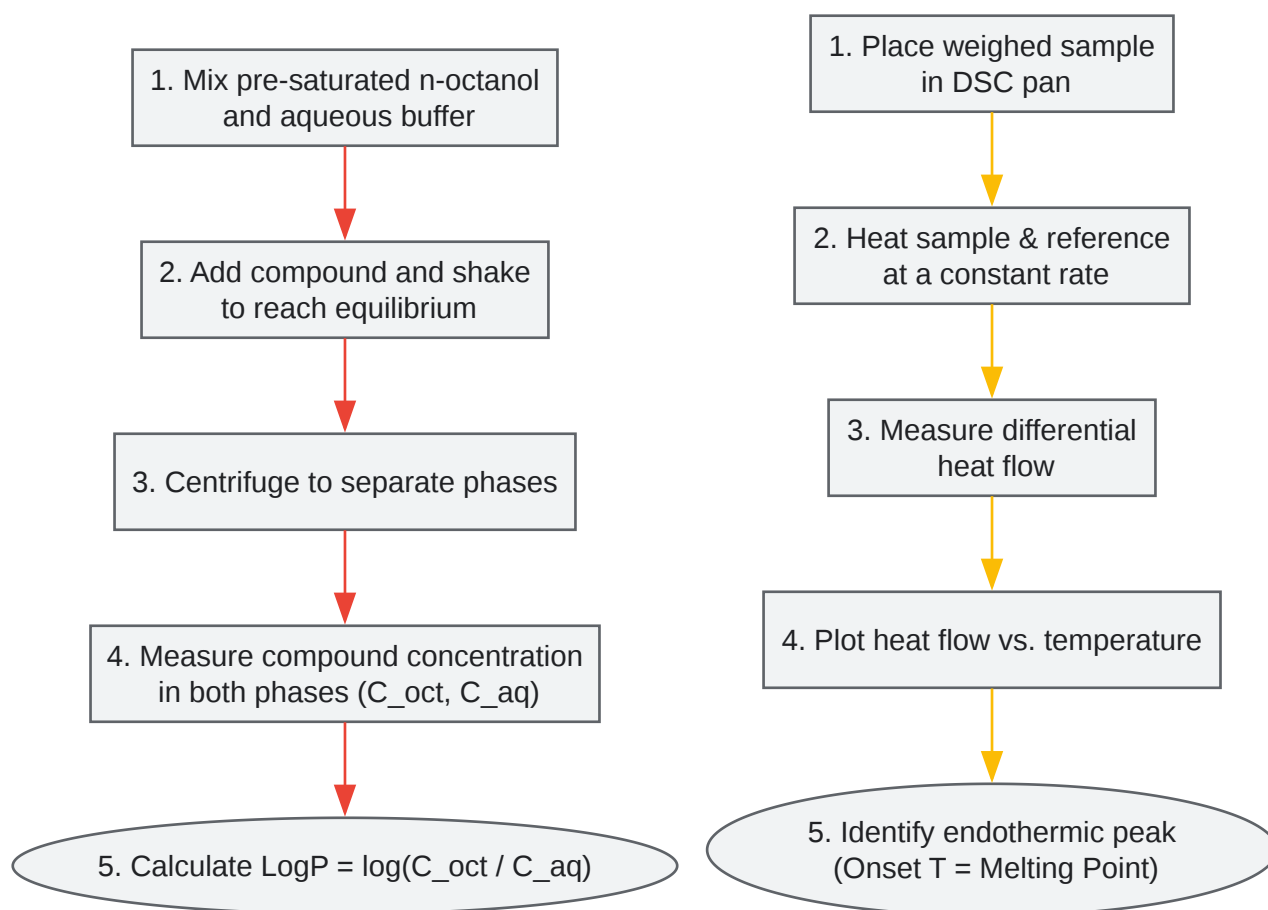 1. Mix pre-saturated n-octanol
and aqueous buffer
2. Add compound and shake
to reach equilibrium
3. Centrifuge to separate phases
4. Measure compound concentration
in both phases (C_oct, C_aq)
5. Calculate LogP = log(C_oct / C_aq)
1. Place weighed sample
in DSC pan
2. Heat sample & reference
at a constant rate
3. Measure differential
heat flow
4. Plot heat flow vs. temperature
5. Identify endothermic peak
(Onset T = Melting Point)